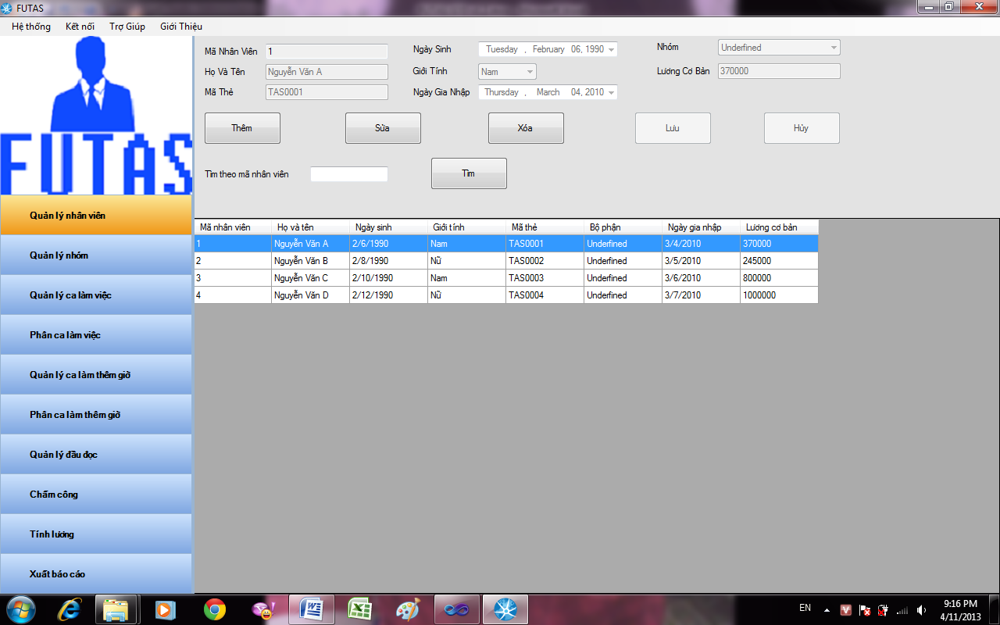 FUTAS
Hệ thống Kết nối Trợ Giúp Giới Thiệu
FUTAS
Mã Nhân Viên 1 Ngày Sinh Tuesday , February 06, 1990 Nhóm Undefined
Họ Và Tên Nguyễn Văn A Giới Tính Nam Lương Cơ Bản 370000
Mã Thẻ TAS0001 Ngày Gia Nhập Thursday , March 04, 2010
Thêm Sửa Xóa Lưu Hủy
Tìm theo mã nhân viên Tìm
Quản lý nhân viên
Quản lý nhóm
Quản lý ca làm việc
Phân ca làm việc
Quản lý ca làm thêm giờ
Phân ca làm thêm giờ
Quản lý đầu đọc
Chấm công
Tính lương
Xuất báo cáo
Mã nhân viên Họ và tên Ngày sinh Giới tính Mã thẻ Bộ phận Ngày gia nhập Lương cơ bản
1 Nguyễn Văn A 2/6/1990 Nam TAS0001 Underfined 3/4/2010 370000
2 Nguyễn Văn B 2/8/1990 Nữ TAS0002 Underfined 3/5/2010 245000
3 Nguyễn Văn C 2/10/1990 Nam TAS0003 Underfined 3/6/2010 800000
4 Nguyễn Văn D 2/12/1990 Nữ TAS0004 Underfined 3/7/2010 1000000
EN 9:16 PM
4/11/2013